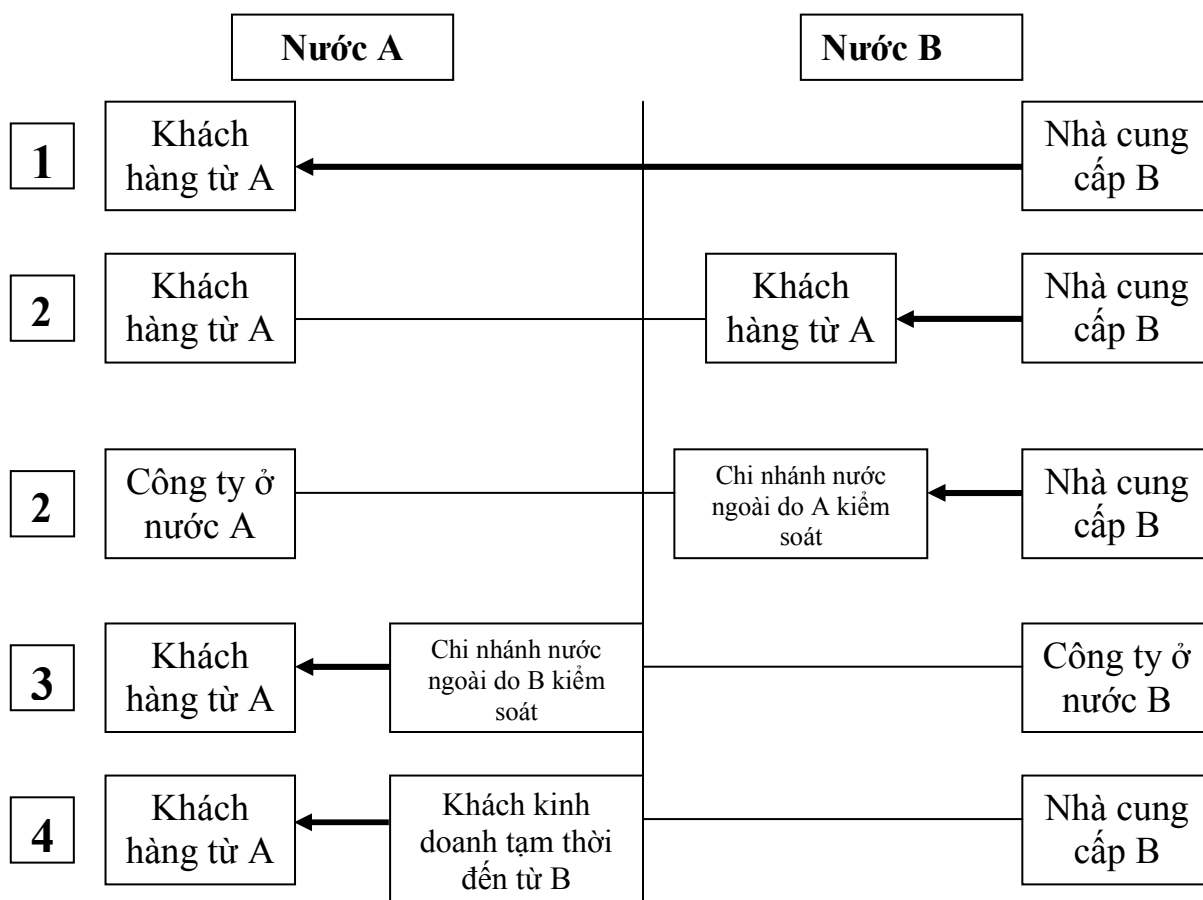 Nước A
Nước B
1
Khách
hàng từ A
Nhà cung
cấp B
2
Khách
hàng từ A
Khách
hàng từ A
Nhà cung
cấp B
2
Công ty ở
nước A
Chi nhánh nước
ngoài do A kiểm
soát
Nhà cung
cấp B
3
Khách
hàng từ A
Chi nhánh nước
ngoài do B kiểm
soát
Công ty ở
nước B
4
Khách
hàng từ A
Khách kinh
doanh tạm thời
đến từ B
Nhà cung
cấp B